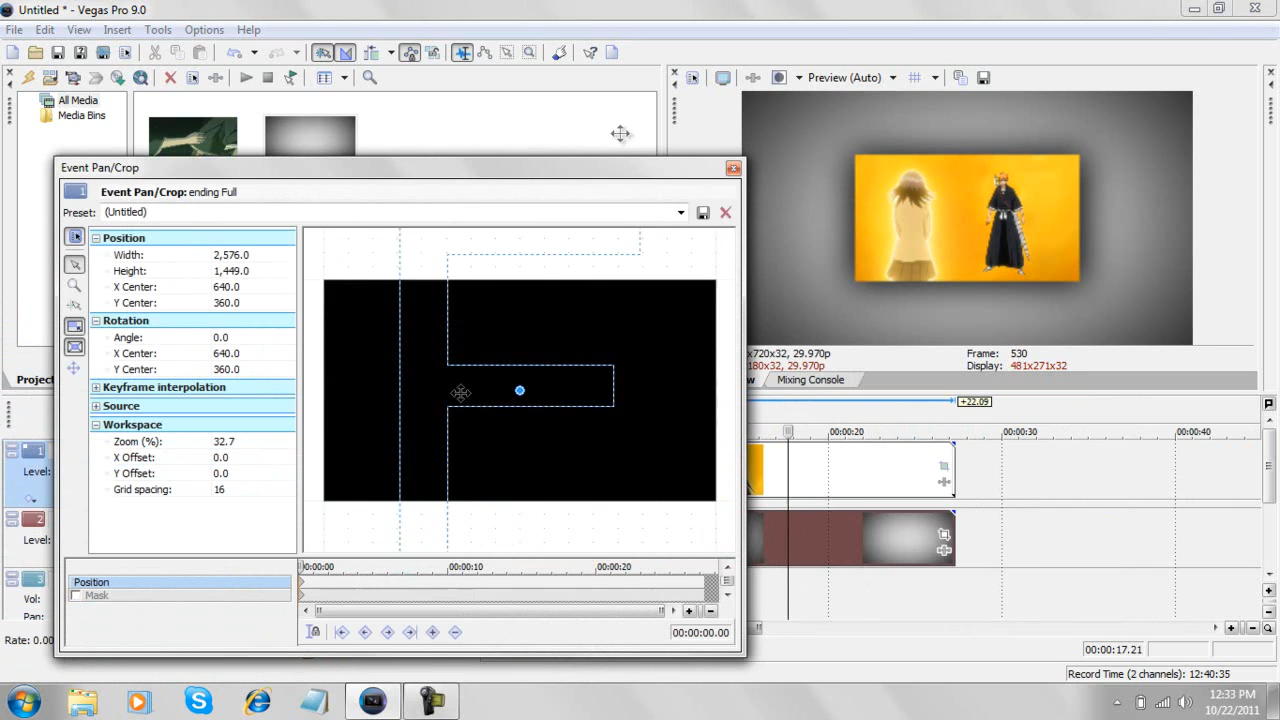 Untitled * - Vegas Pro 9.0
File Edit View Insert Tools Options Help
All Media
Media Bins
Preview (Auto)
Event Pan/Crop
1 Event Pan/Crop: ending Full
Preset: (Untitled)
Position
Width: 2,576.0
Height: 1,449.0
X Center: 640.0
Y Center: 360.0
Rotation
Angle: 0.0
X Center: 640.0
Y Center: 360.0
Keyframe interpolation
Source
Workspace
Zoom (%): 32.7
X Offset: 0.0
Y Offset: 0.0
Grid spacing: 16
Position
Mask
00:00:10 00:00:20
00:00:00.00
x720x32, 29.970p Frame: 530
180x32, 29.970p Display: 481x271x32
Mixing Console
Project
+22.09
00:00:20 00:00:30 00:00:40
1
Level:
2
Level:
3
Vol:
Pan:
Rate: 0.00
00:00:17.21
Record Time (2 channels): 12:40:35
12:33 PM
10/22/2011